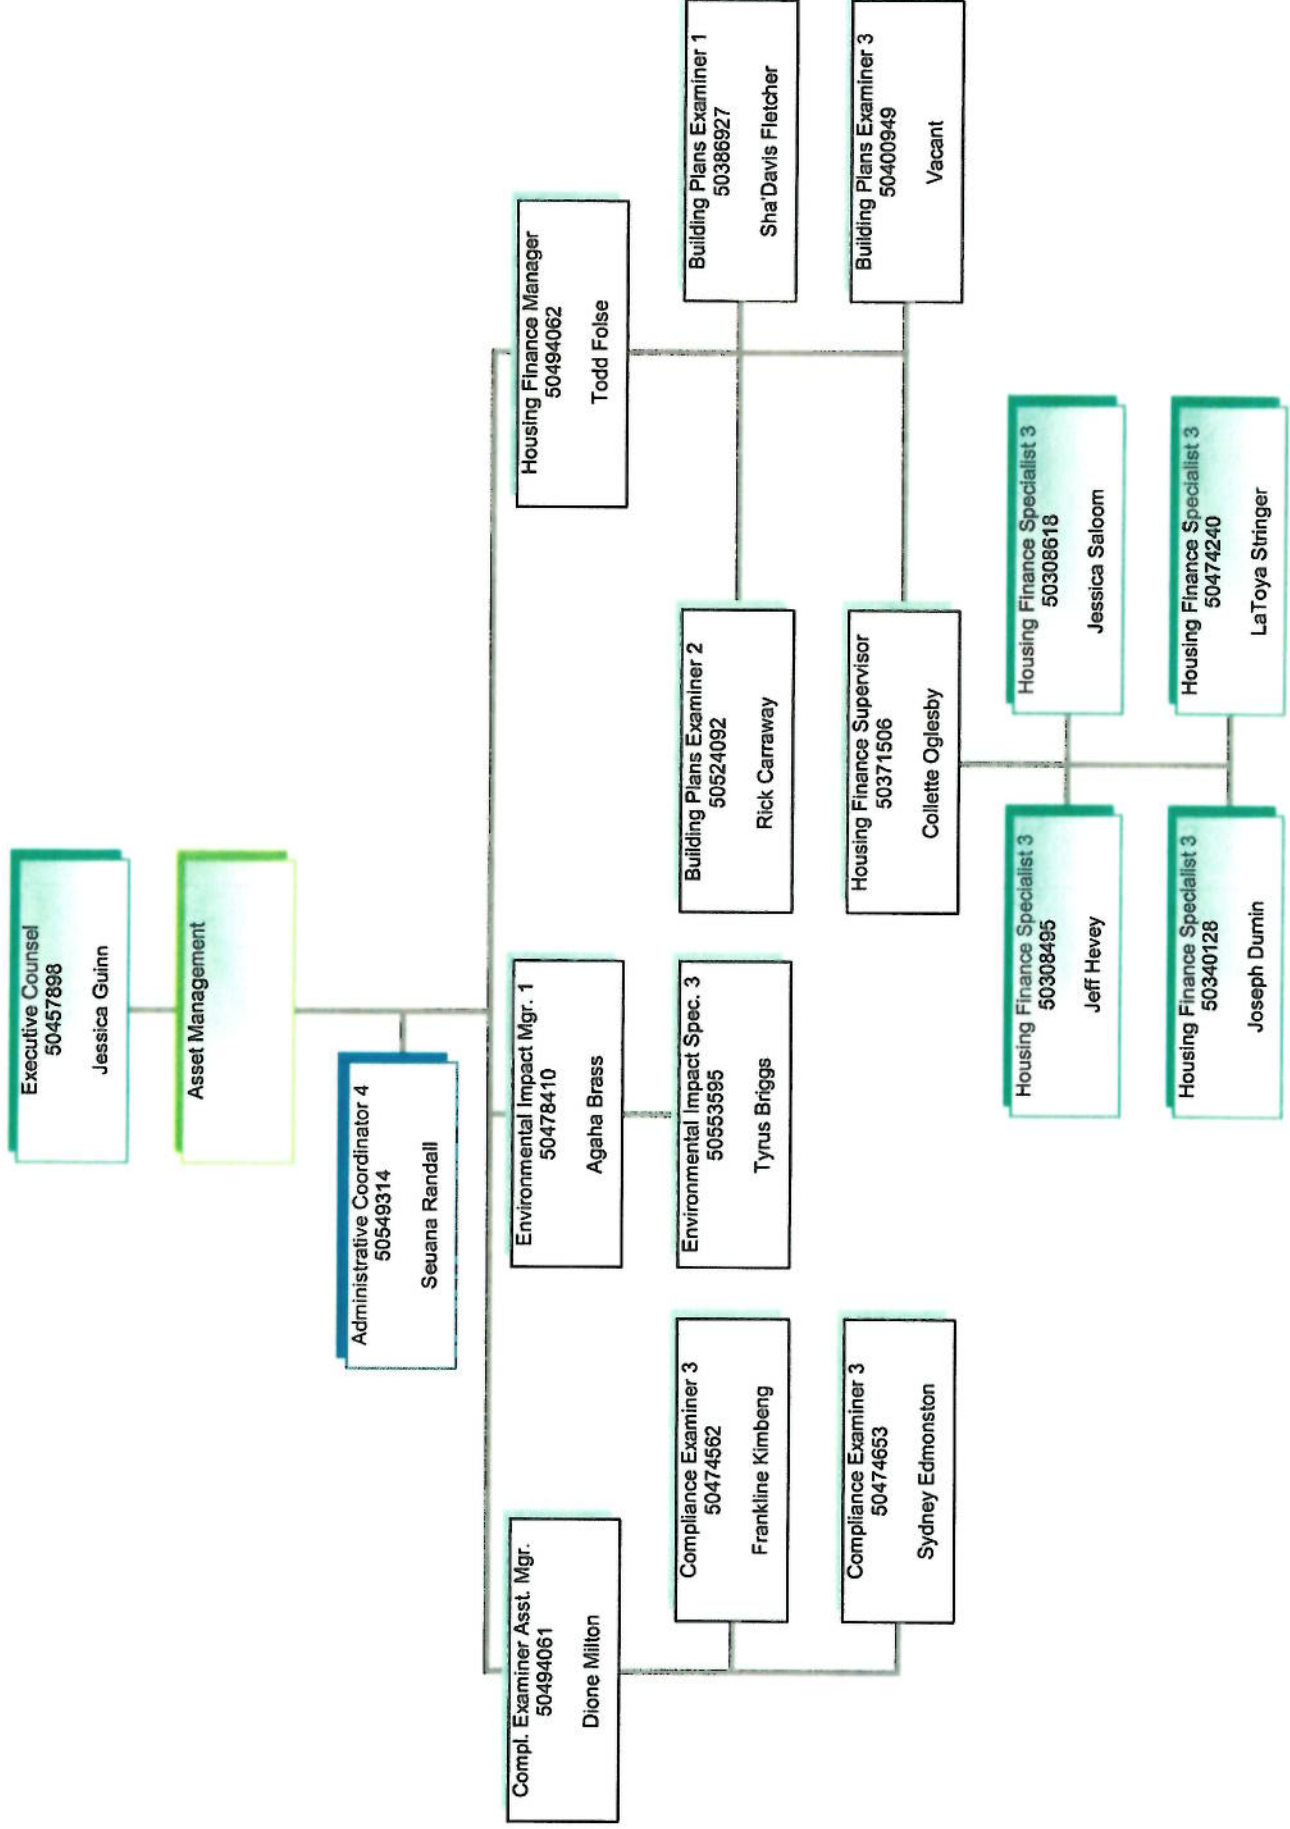 Executive Counsel
50457898
Jessica Guinn
Asset Management
Administrative Coordinator 4
50549314
Seuana Randall
Compl. Examiner Asst. Mgr.
50494061
Dione Milton
Environmental Impact Mgr. 1
50478410
Agaha Brass
Housing Finance Manager
50494062
Todd Folse
Compliance Examiner 3
50474562
Frankline Kimbeng
Environmental Impact Spec. 3
50553595
Tyrus Briggs
Building Plans Examiner 2
50524092
Rick Carraway
Building Plans Examiner 1
50386927
Sha'Davis Fletcher
Compliance Examiner 3
50474653
Sydney Edmonston
Housing Finance Supervisor
50371506
Collette Oglesby
Building Plans Examiner 3
50400949
Vacant
Housing Finance Specialist 3
50308495
Jeff Hevey
Housing Finance Specialist 3
50308618
Jessica Saloom
Housing Finance Specialist 3
50340128
Joseph Durnin
Housing Finance Specialist 3
50474240
LaToya Stringer